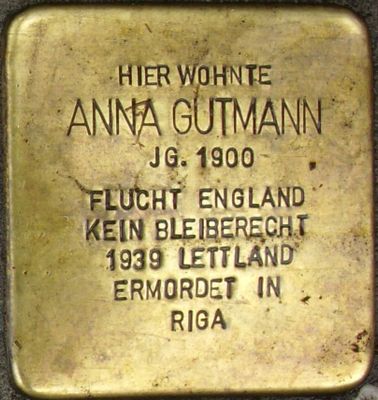 HIER WOHNTE
ANNA GUTMANN
JG. 1900
FLUCHT ENGLAND
KEIN BLEIBERECHT
1939 LETTLAND
ERMORDET IN
RIGA